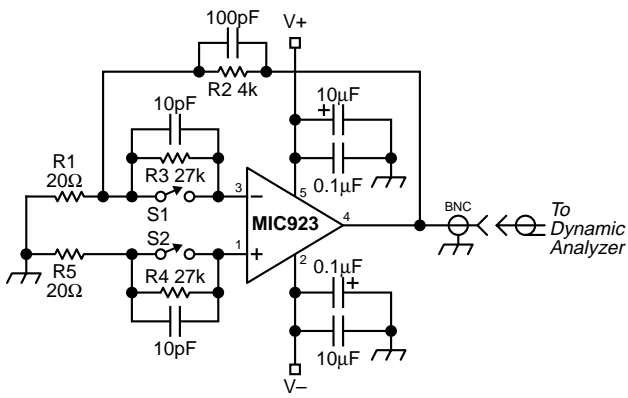 100pF
V+
R2 4k
10pF
10µF
+
R1
20Ω
R3 27k
0.1µF
S1
3
−
5
MIC923
4
BNC
To
Dynamic
Analyzer
S2
1
+
2
R5
20Ω
R4 27k
0.1µF
+
10pF
10µF
V−